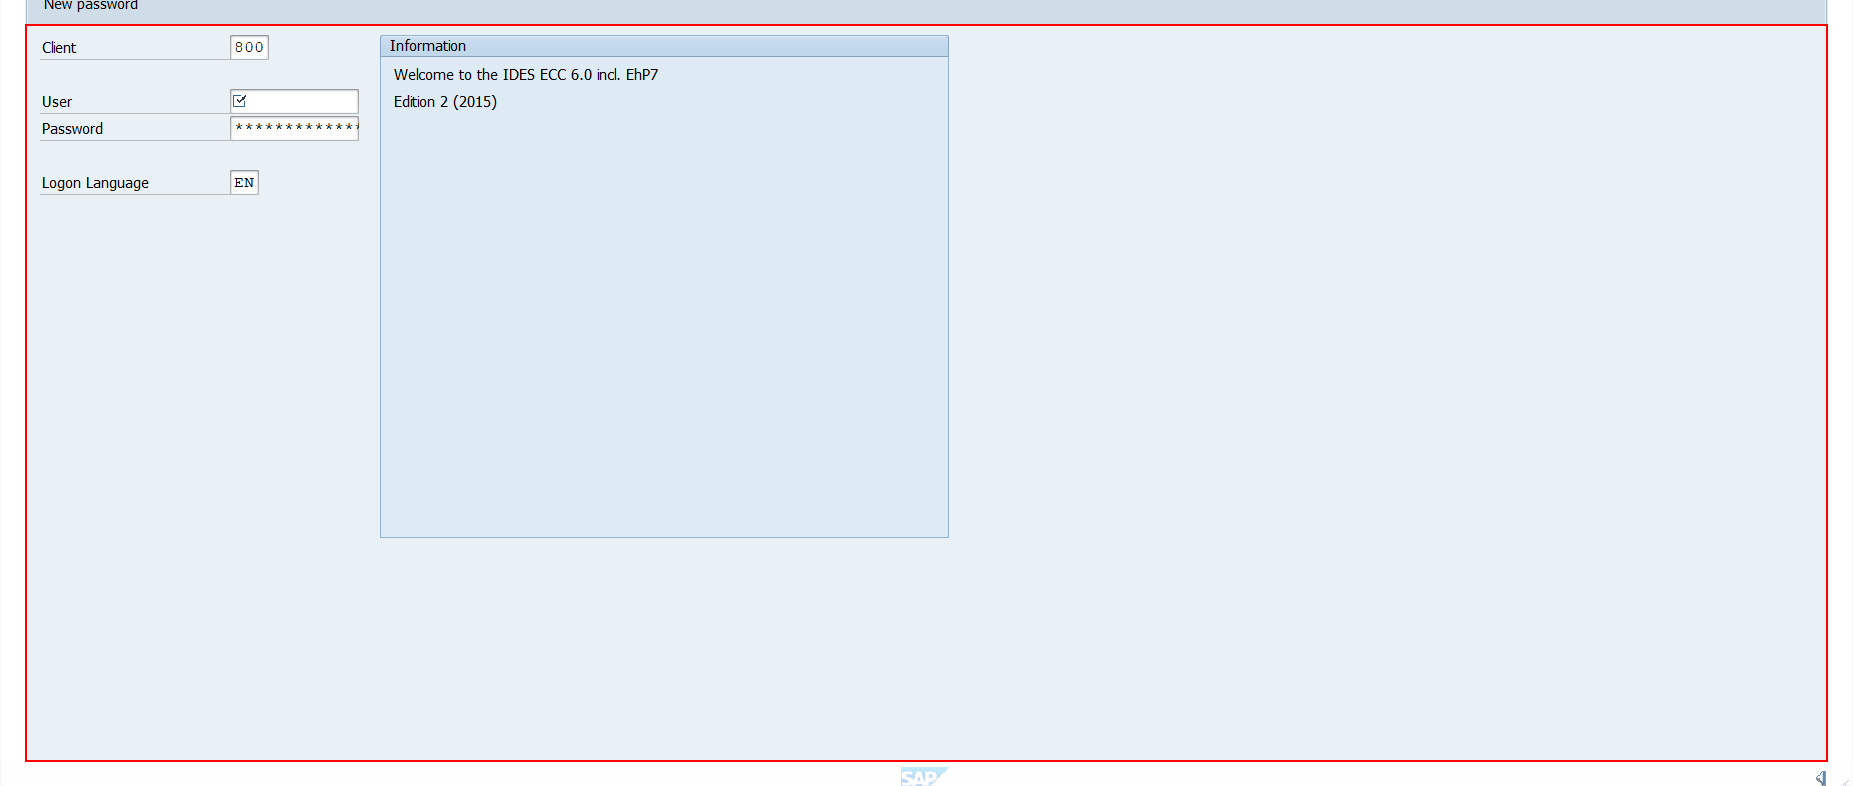 New password
Client 800
Information
Welcome to the IDES ECC 6.0 incl. EhP7
User
Edition 2 (2015)
Password *************
Logon Language EN
SAP